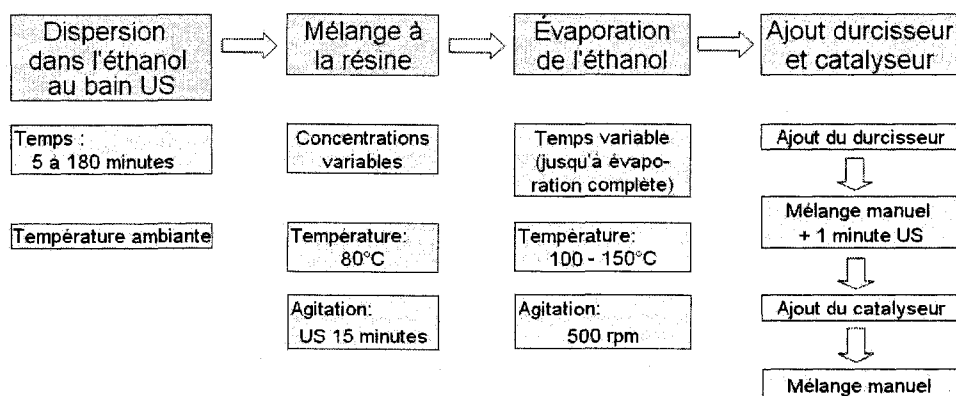 Dispersion
dans l'éthanol
au bain US
Mélange à
la résine
Évaporation
de l'éthanol
Ajout durcisseur
et catalyseur
Temps :
5 à 180 minutes
Température ambiante
Concentrations
variables
Température:
80°C
Agitation:
US 15 minutes
Temps variable
(jusqu'à évapo-
ration complète)
Température:
100 - 150°C
Agitation:
500 rpm
Ajout du durcisseur
Mélange manuel
+ 1 minute US
Ajout du catalyseur
Mélange manuel